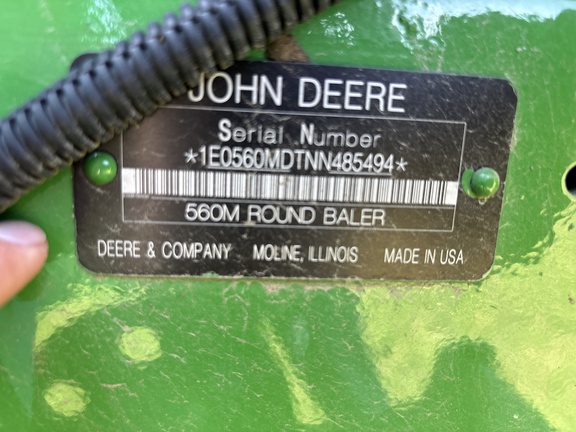 JOHN DEERE
Serial Number
*1E0560MDTNN485494*
560M ROUND BALER
DEERE & COMPANY MOLINE, ILLINOIS MADE IN USA